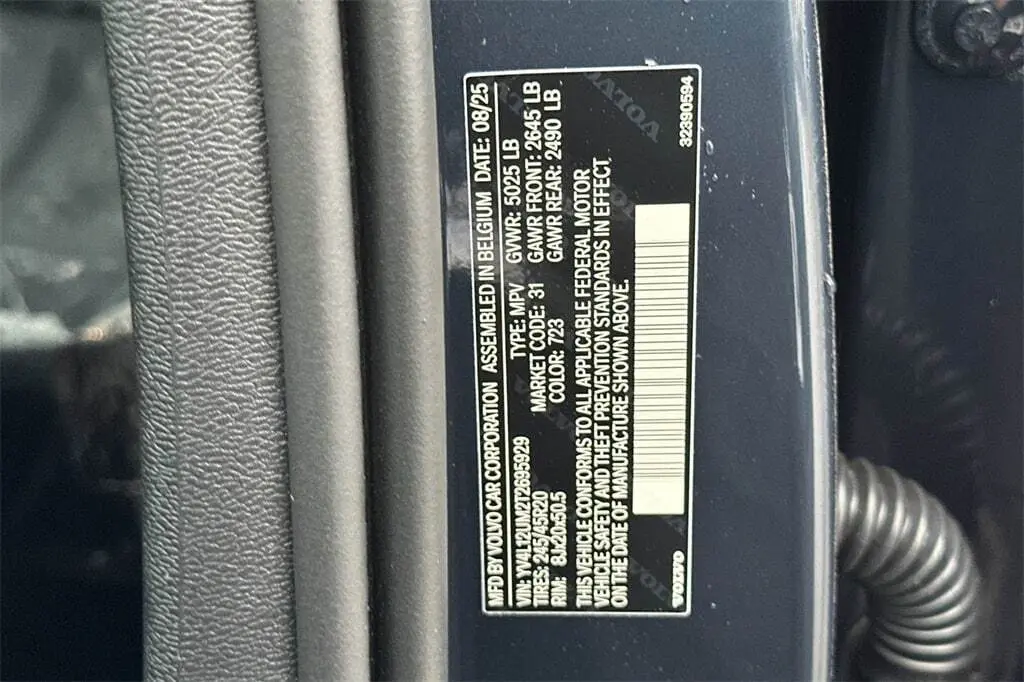 MFD BY VOLVO CAR CORPORATION ASSEMBLED IN BELGIUM DATE: 08/25
VIN: YV4L12UM2T2695929 TYPE: MPV GVWR: 5025 LB
TIRES: 245/45R20 MARKET CODE: 31 GAWR FRONT: 2645 LB
RIM: 8Jx20x50.5 COLOR: 723 GAWR REAR: 2490 LB
THIS VEHICLE CONFORMS TO ALL APPLICABLE FEDERAL MOTOR
VEHICLE SAFETY AND THEFT PREVENTION STANDARDS IN EFFECT
ON THE DATE OF MANUFACTURE SHOWN ABOVE.
VOLVO 32390594